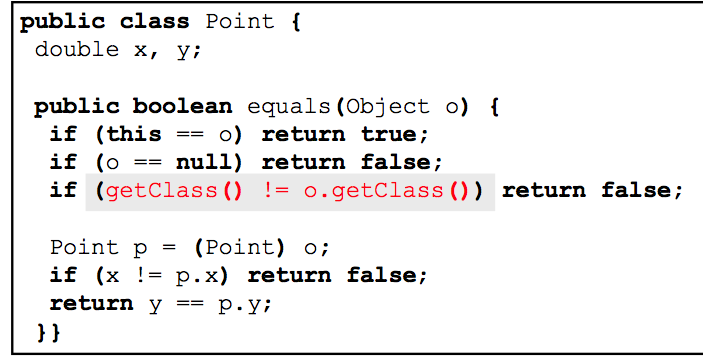 public class Point {
double x, y;
public boolean equals(Object o) {
if (this == o) return true;
if (o == null) return false;
if (getClass() != o.getClass()) return false;
Point p = (Point) o;
if (x != p.x) return false;
return y == p.y;
}}